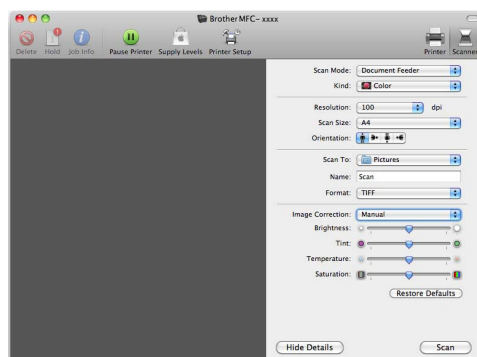 Brother MFC- xxxx
Delete Hold Job Info Pause Printer Supply Levels Printer Setup Printer Scanner
Scan Mode: Document Feeder
Kind: Color
Resolution: 100 dpi
Scan Size: A4
Orientation:
Scan To: Pictures
Name: Scan
Format: TIFF
Image Correction: Manual
Brightness:
Tint:
Temperature:
Saturation:
Restore Defaults
Hide Details Scan